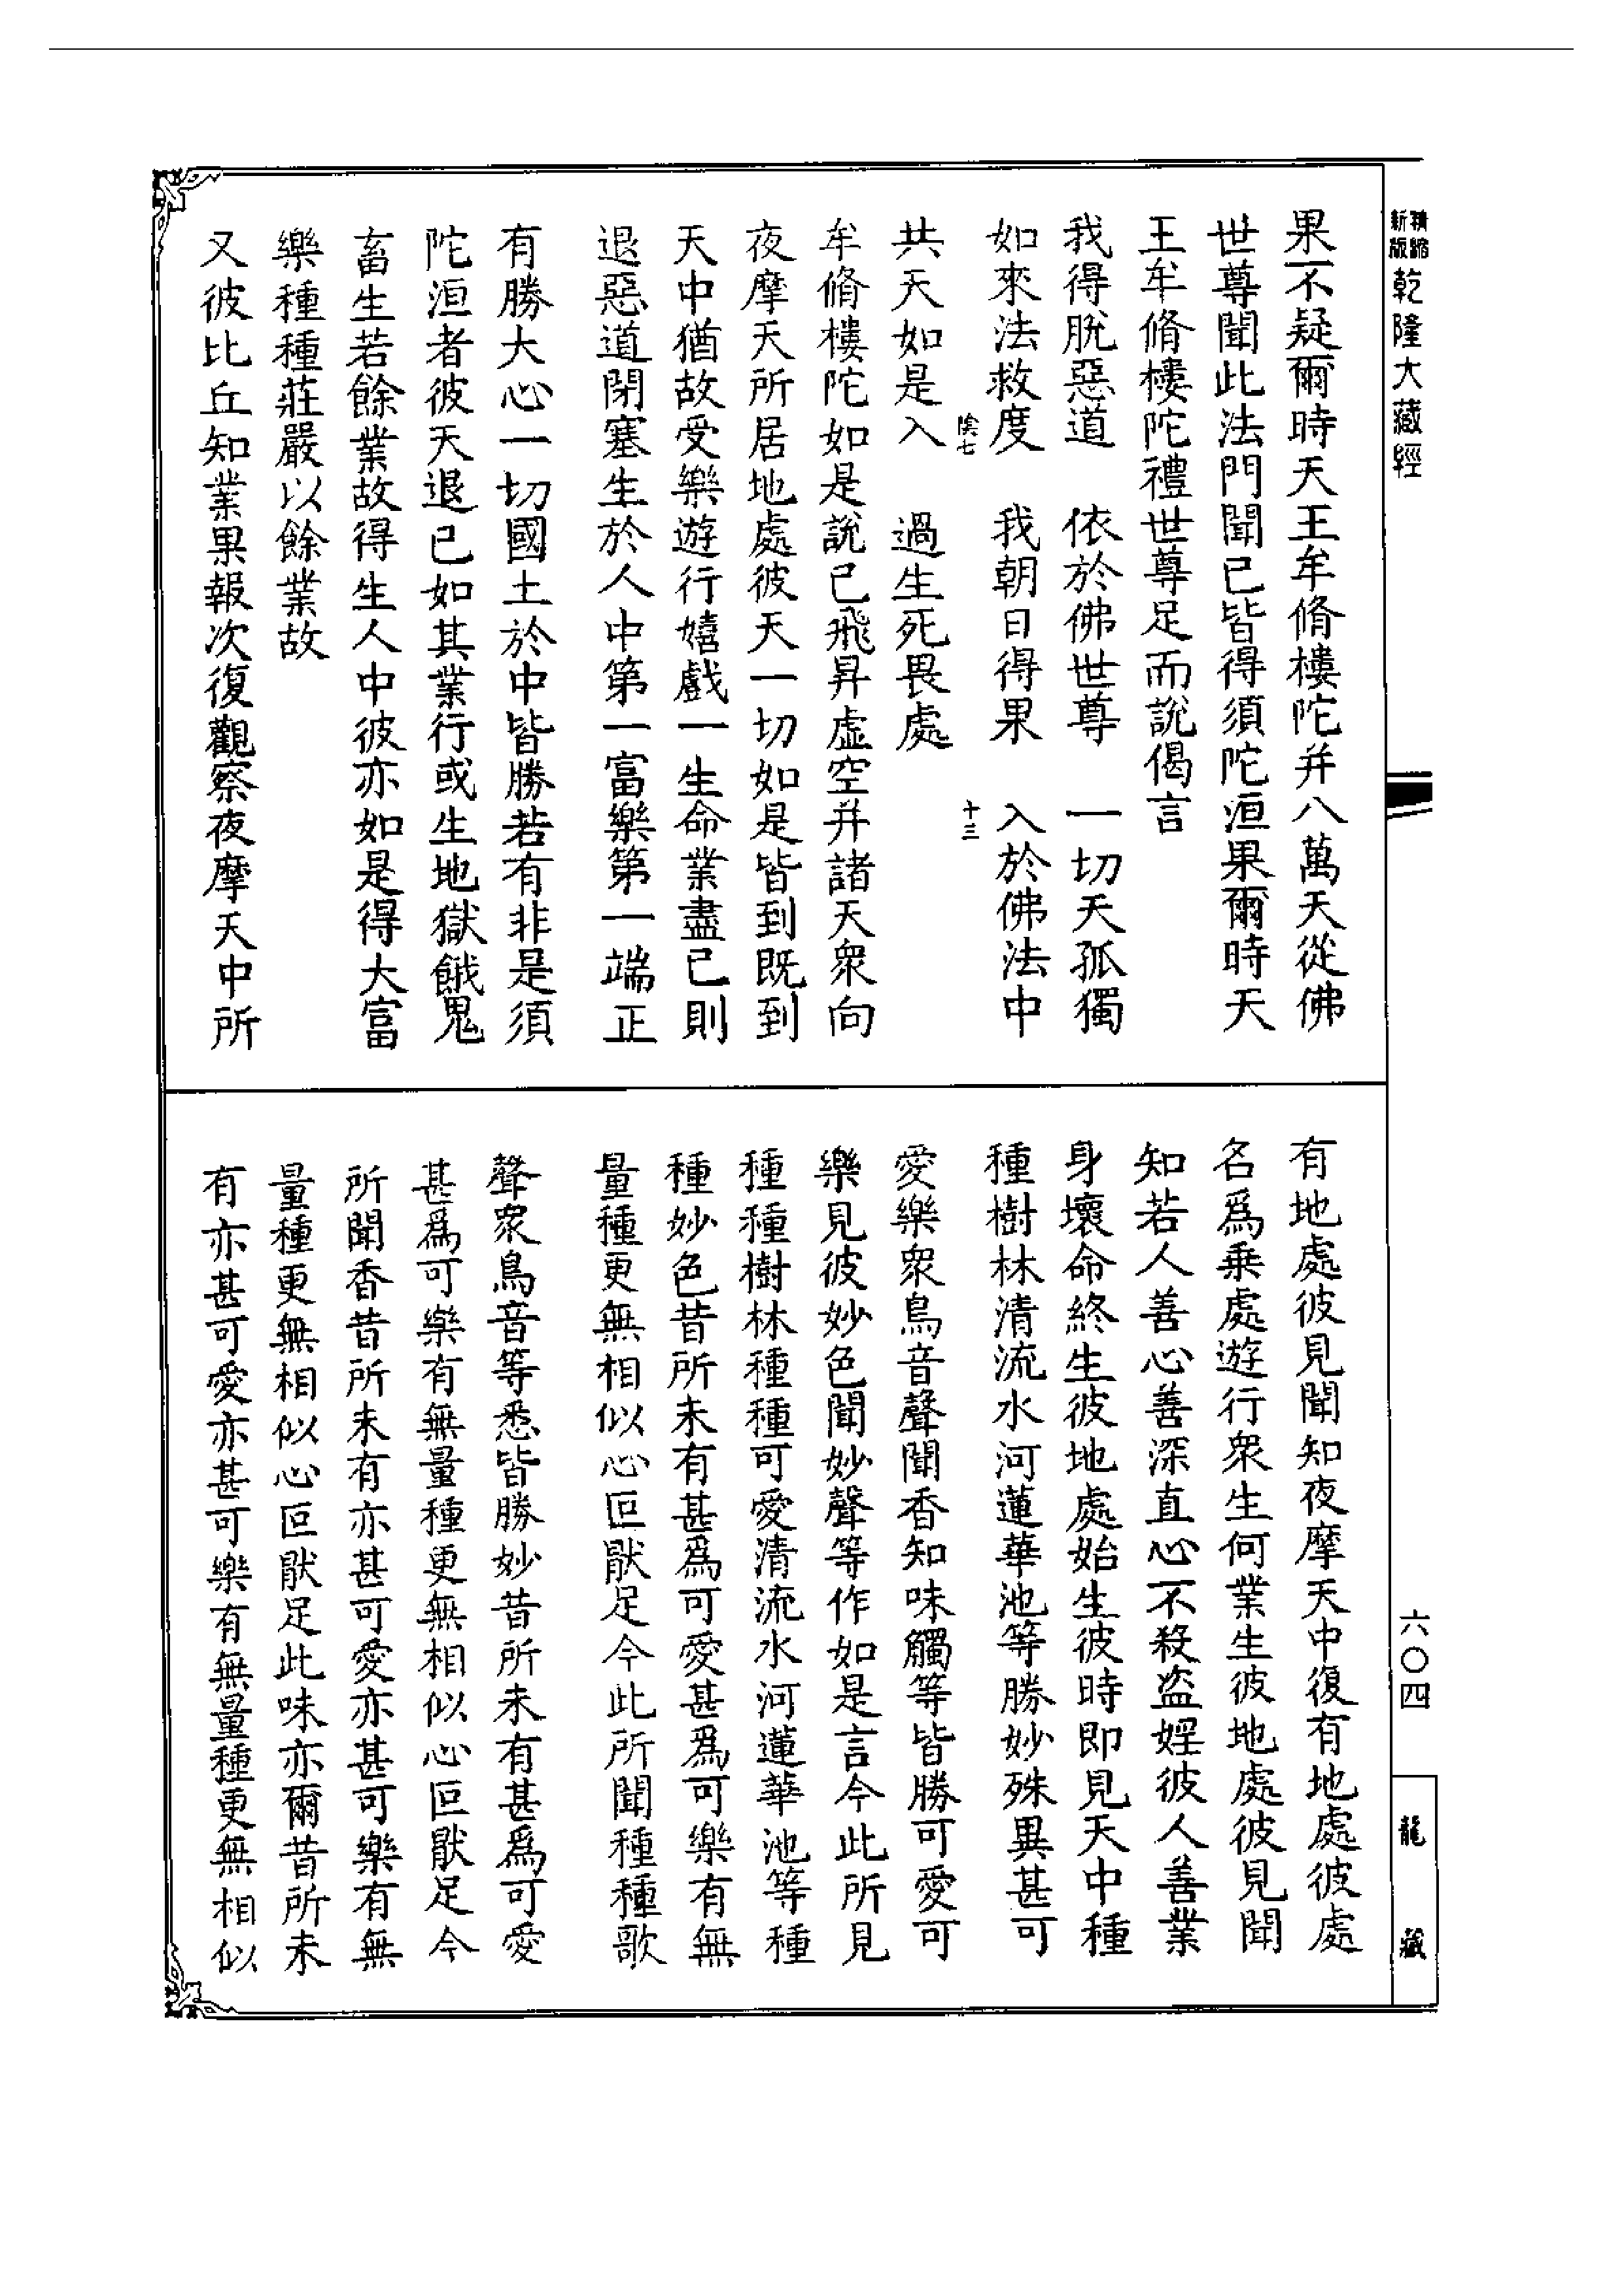 精縮
新版
乾隆大藏經
果不疑爾時天王牟脩樓陀并八萬天從佛
世尊聞此法門聞已皆得須陀洹果爾時天
王牟脩樓陀禮世尊足而說偈言
我得脫惡道　依於佛世尊　一切天孤獨
如來法救度　我朝日得果　入於佛法中
陰七
十三
共天如是入　過生死畏處
牟脩樓陀如是說已飛昇虛空并諸天衆向
夜摩天所居地處彼天一切如是皆到既到
天中猶故受樂遊行嬉戲一生命業盡已則
退惡道閉塞生於人中第一富樂第一端正
有勝大心一切國土於中皆勝若有非是須
陀洹者彼天退已如其業行或生地獄餓鬼
畜生若餘業故得生人中彼亦如是得大富
樂種種莊嚴以餘業故
又彼比丘知業果報次復觀察夜摩天中所
有地處彼見聞知夜摩天中復有地處彼處
名爲乗處遊行衆生何業生彼地處彼見聞
知若人善心善深直心不殺盜婬彼人善業
身壞命終生彼地處始生彼時即見天中種
種樹林清流水河蓮華池等勝妙殊異甚可
愛樂衆鳥音聲聞香知味觸等皆勝可愛可
樂見彼妙色聞妙聲等作如是言今此所見
種種樹林種種可愛清流水河蓮華池等種
種妙色昔所未有甚爲可愛甚爲可樂有無
量種更無相似心叵猒足今此所聞種種歌
聲衆鳥音等悉皆勝妙昔所未有甚爲可愛
甚爲可樂有無量種更無相似心叵猒足今
所聞香昔所未有亦甚可愛亦甚可樂有無
量種更無相似心叵猒足此味亦爾昔所未
有亦甚可愛亦甚可樂有無量種更無相似
六〇四
龍藏